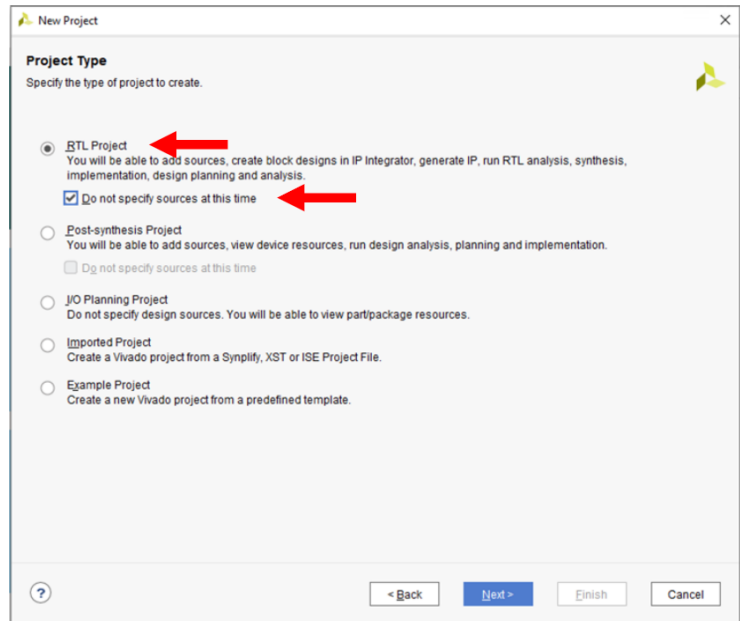 New Project
Project Type
Specify the type of project to create.
RTL Project
You will be able to add sources, create block designs in IP Integrator, generate IP, run RTL analysis, synthesis,
implementation, design planning and analysis.
Do not specify sources at this time
Post-synthesis Project
You will be able to add sources, view device resources, run design analysis, planning and implementation.
Do not specify sources at this time
I/O Planning Project
Do not specify design sources. You will be able to view part/package resources.
Imported Project
Create a Vivado project from a Synplify, XST or ISE Project File.
Example Project
Create a new Vivado project from a predefined template.
?
< Back
Next >
Finish
Cancel